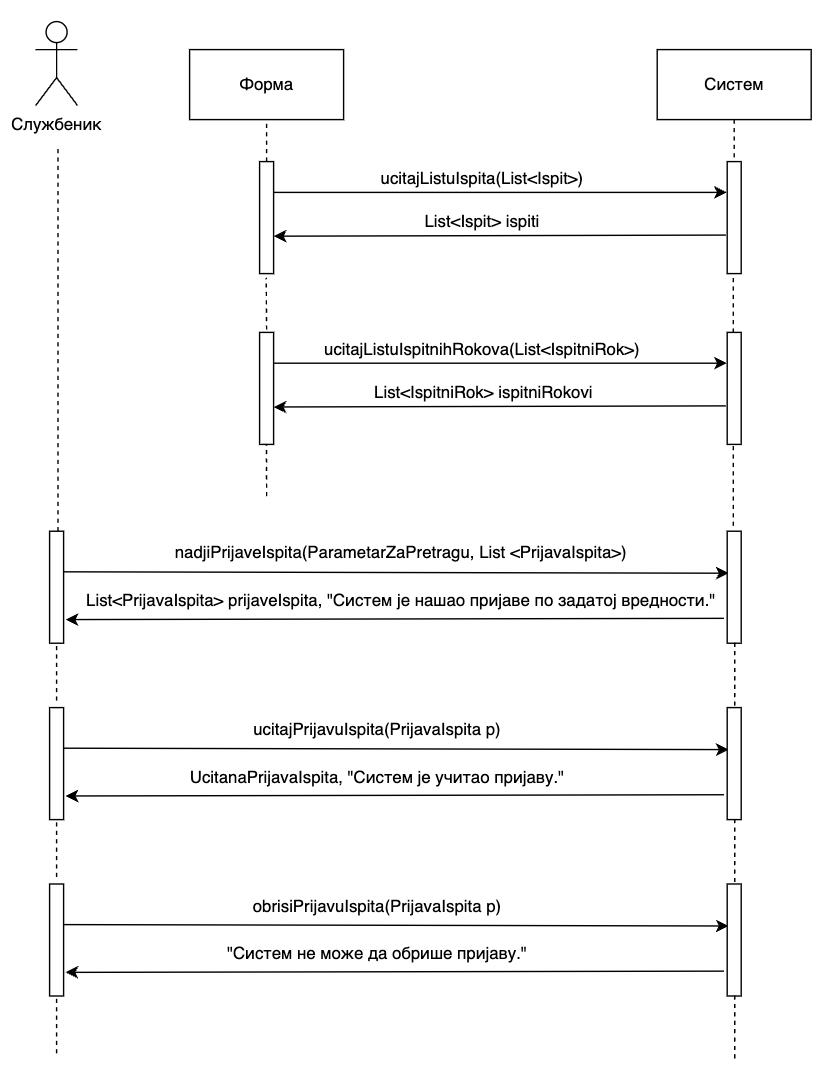 Службеник
Форма
Систем
ucitajListuIspita(List<Ispit>)
List<Ispit> ispiti
ucitajListuIspitnihRokova(List<IspitniRok>)
List<IspitniRok> ispitniRokovi
nadjiPrijaveIspita(ParametarZaPretragu, List <PrijavaIspita>)
List<PrijavaIspita> prijaveIspita, "Систем је нашао пријаве по задатој вредности."
ucitajPrijavuIspita(PrijavaIspita p)
UcitanaPrijavaIspita, "Систем је учитао пријаву."
obrisiPrijavuIspita(PrijavaIspita p)
"Систем не може да обрише пријаву."